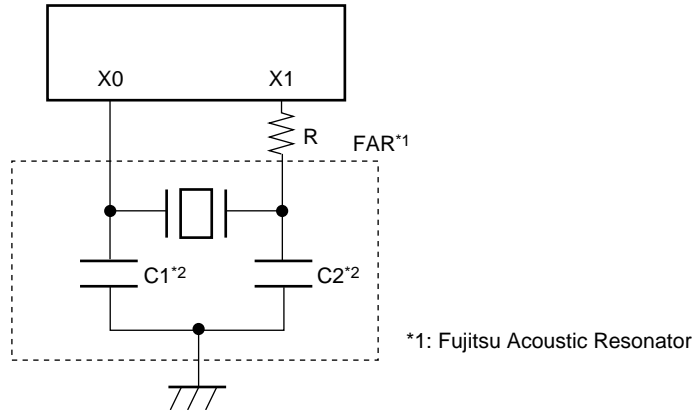 X0 X1
R
FAR*1
C1*2 C2*2
*1: Fujitsu Acoustic Resonator